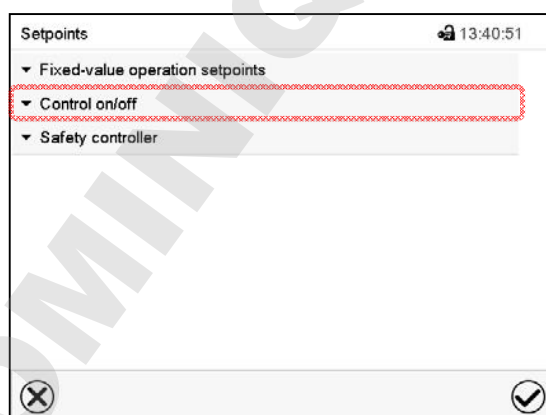 Setpoints 13:40:51
Fixed-value operation setpoints
Control on/off
Safety controller